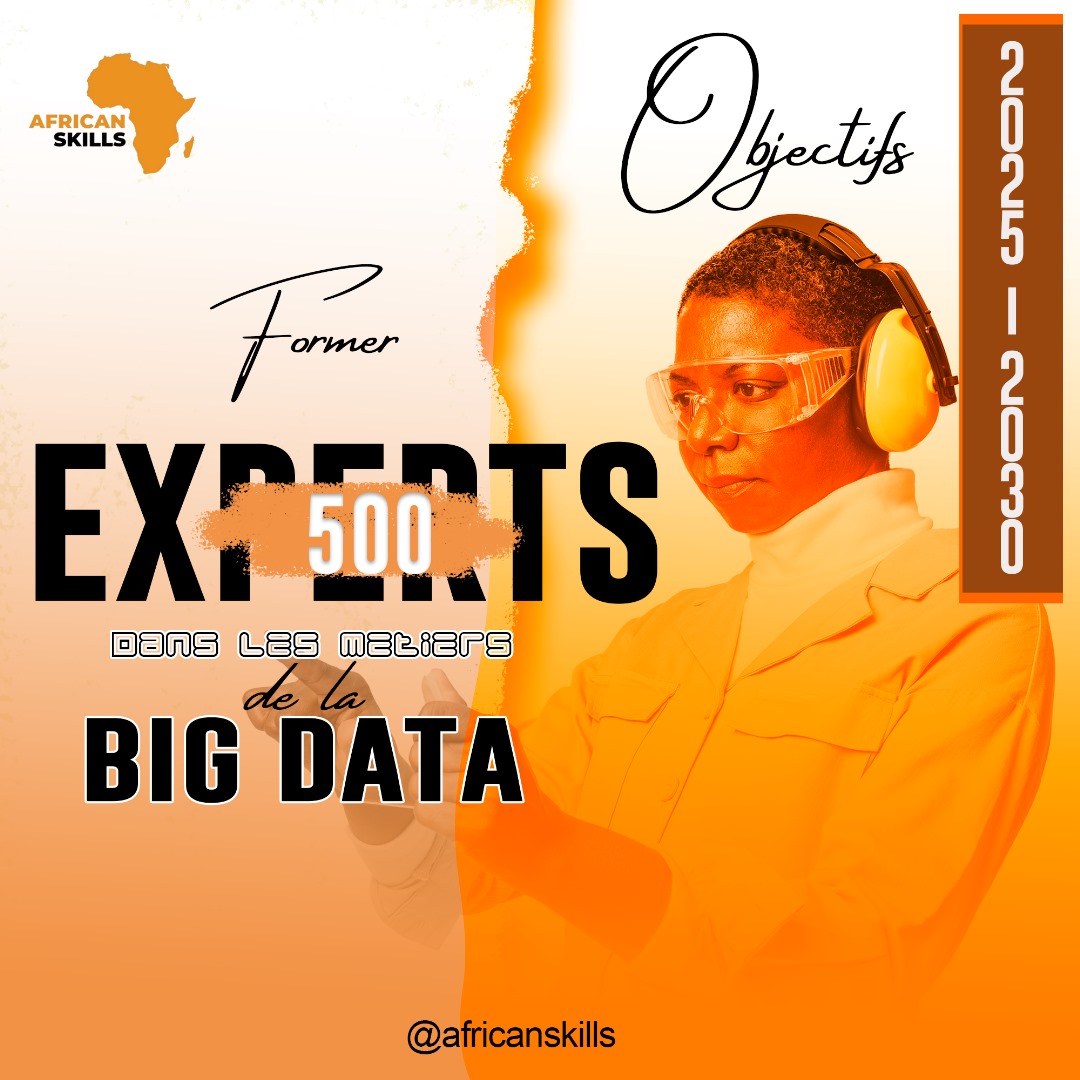 AFRICAN
SKILLS
Objectifs
2025 - 2030
Former
500
EXPERTS
DANS LES METIERS
de la
BIG DATA
@africanskills